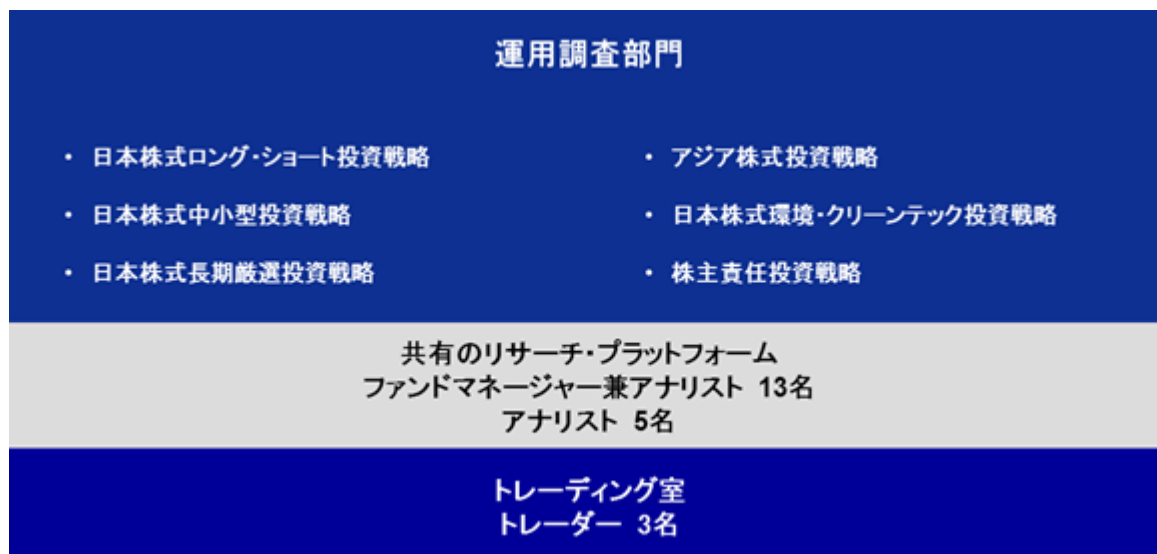 運用調査部門
・ 日本株式ロング・ショート投資戦略
・ 日本株式中小型投資戦略
・ 日本株式長期厳選投資戦略
・ アジア株式投資戦略
・ 日本株式環境・クリーンテック投資戦略
・ 株主責任投資戦略
共有のリサーチ・プラットフォーム
ファンドマネージャー兼アナリスト 13名
アナリスト 5名
トレーディング室
トレーダー 3名